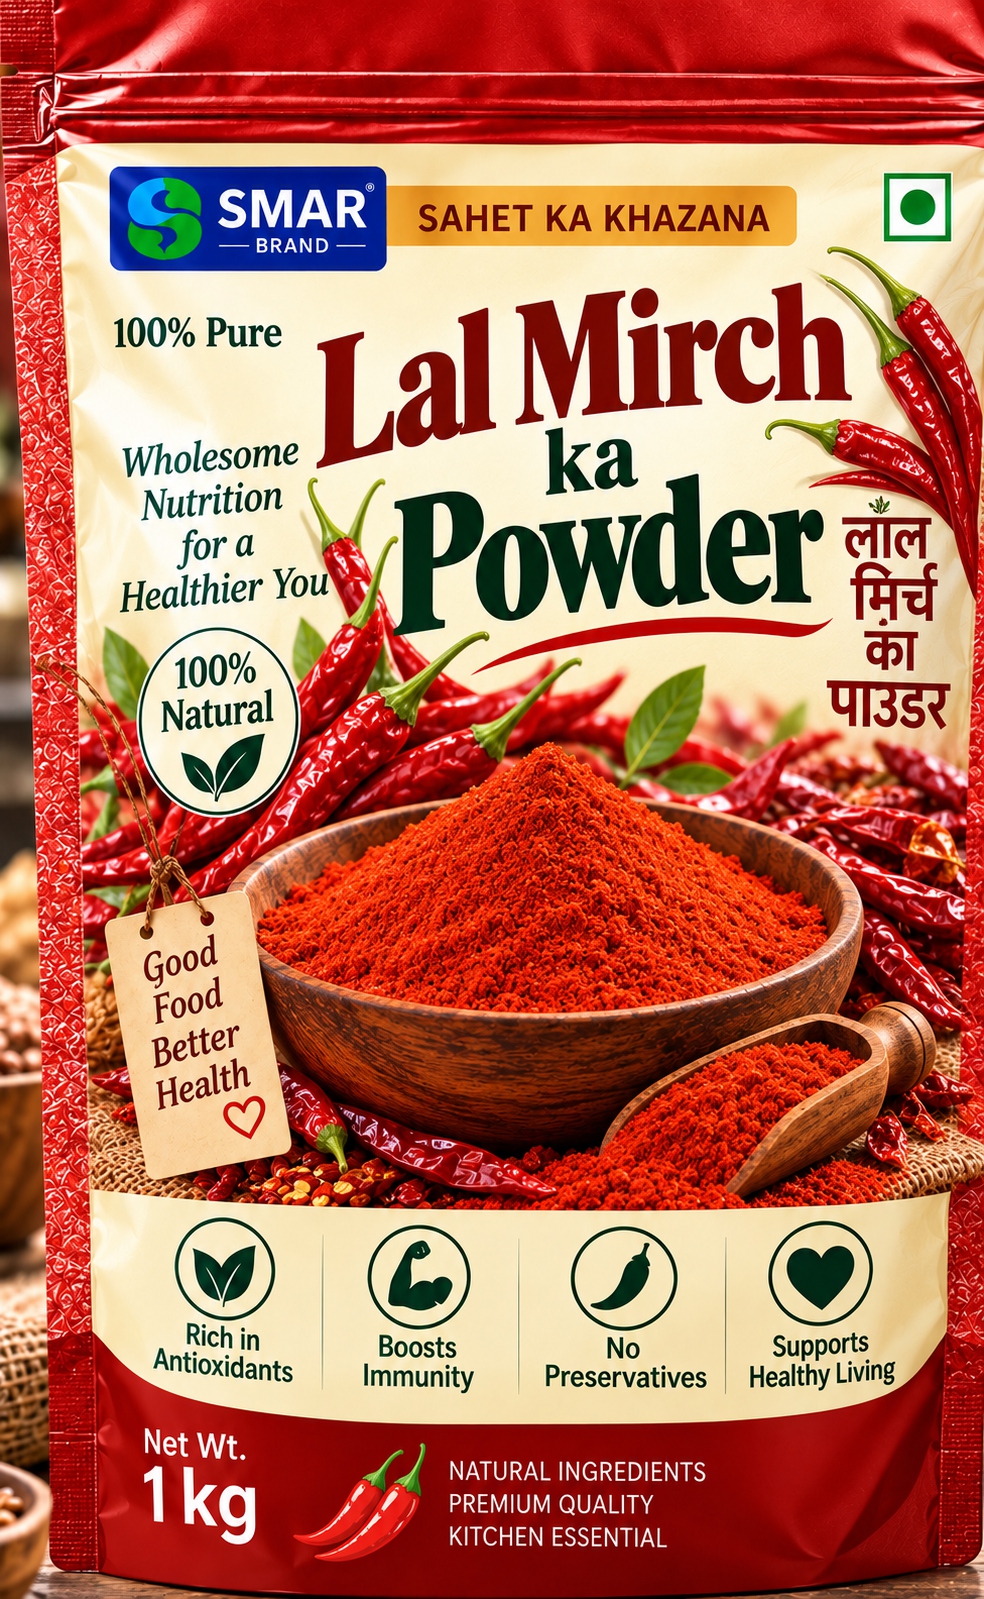 SMAR®
BRAND
SAHET KA KHAZANA
100% Pure
Lal Mirch
ka
Powder
Wholesome
Nutrition
for a
Healthier You
लाल
मिर्च
का
पाउडर
100%
Natural
Good
Food
Better
Health
Rich in
Antioxidants
Boosts
Immunity
No
Preservatives
Supports
Healthy Living
Net Wt.
1 kg
NATURAL INGREDIENTS
PREMIUM QUALITY
KITCHEN ESSENTIAL